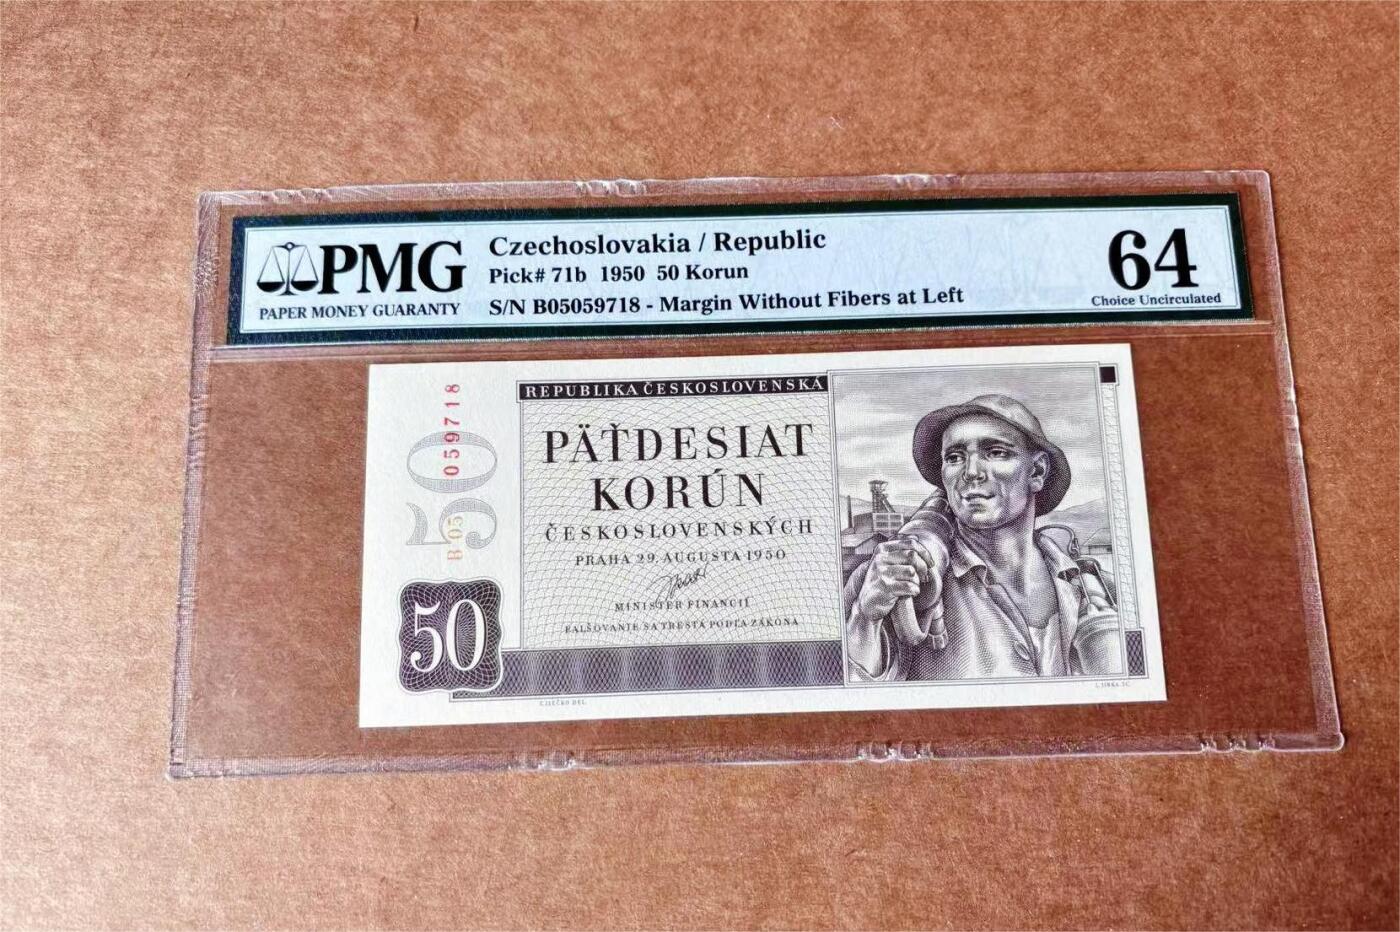 PMG
PAPER MONEY GUARANTY
Czechoslovakia / Republic
Pick# 71b 1950 50 Korun
S/N B05059718 - Margin Without Fibers at Left
64
Choice Uncirculated
REPUBLIKA ČESKOSLOVENSKÁ
PÄŤDESIAT
KORÚN
ČESKOSLOVENSKÝCH
PRAHA 29. AUGUSTA 1950
MINISTER FINANCIÍ
FALŠOVANIE SA TRESTÁ PODĽA ZÁKONA
50
B 05 059718
50